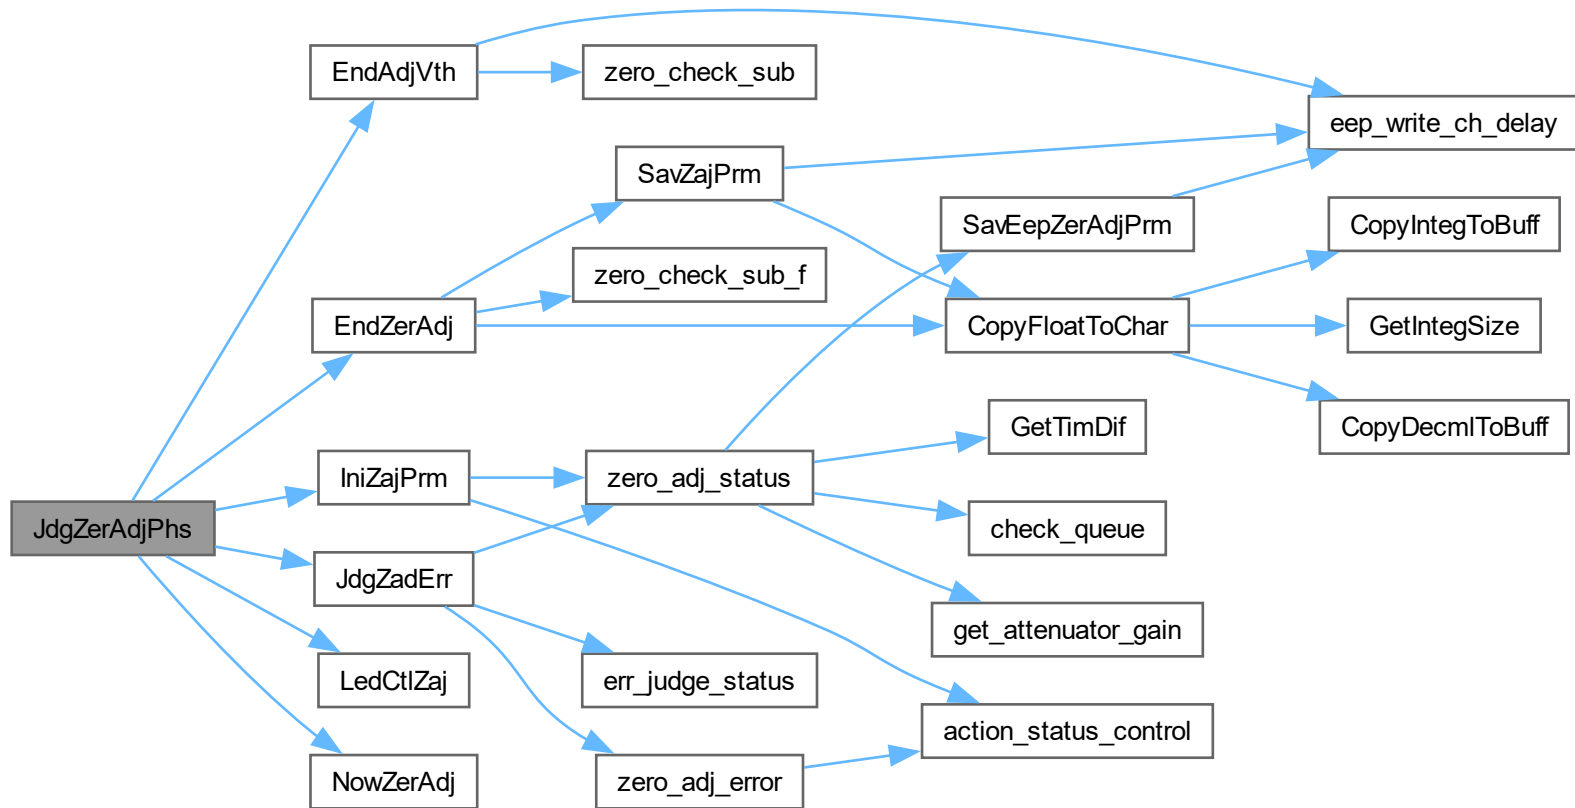 EndAdjVth
zero_check_sub
eep_write_ch_delay
SavZajPrm
SavEepZerAdjPrm
CopyIntegToBuff
zero_check_sub_f
EndZerAdj
CopyFloatToChar
GetIntegSize
GetTimDif
CopyDecmlToBuff
IniZajPrm
zero_adj_status
JdgZerAdjPhs
check_queue
JdgZadErr
get_attenuator_gain
LedCtlZaj
err_judge_status
action_status_control
NowZerAdj
zero_adj_error